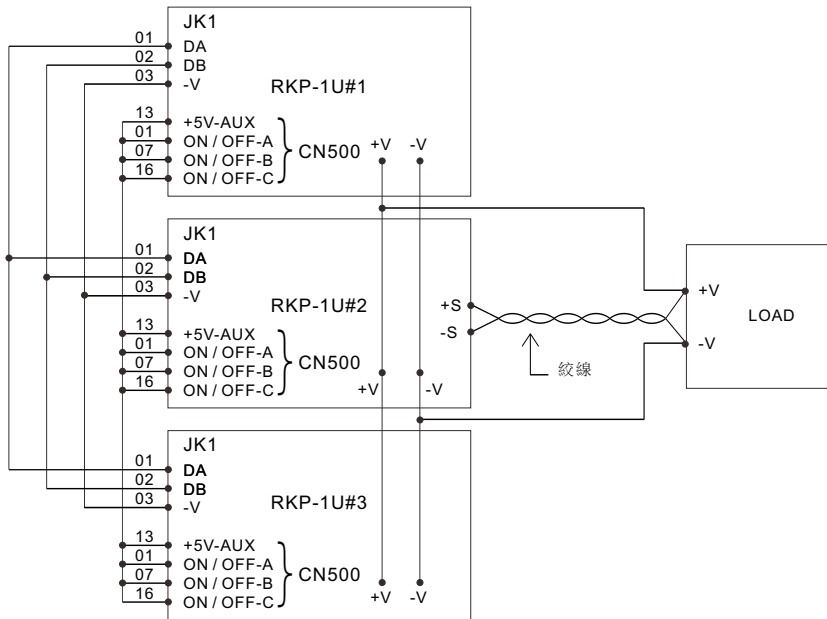 JK1
01 DA
02 DB
03 -V
RKP-1U#1
13 +5V-AUX
01 ON / OFF-A
07 ON / OFF-B
16 ON / OFF-C
CN500
+V -V
JK1
01 DA
02 DB
03 -V
RKP-1U#2
13 +5V-AUX
01 ON / OFF-A
07 ON / OFF-B
16 ON / OFF-C
CN500
+V -V
+S
-S
絞線
+V
-V
LOAD
JK1
01 DA
02 DB
03 -V
RKP-1U#3
13 +5V-AUX
01 ON / OFF-A
07 ON / OFF-B
16 ON / OFF-C
CN500
+V -V